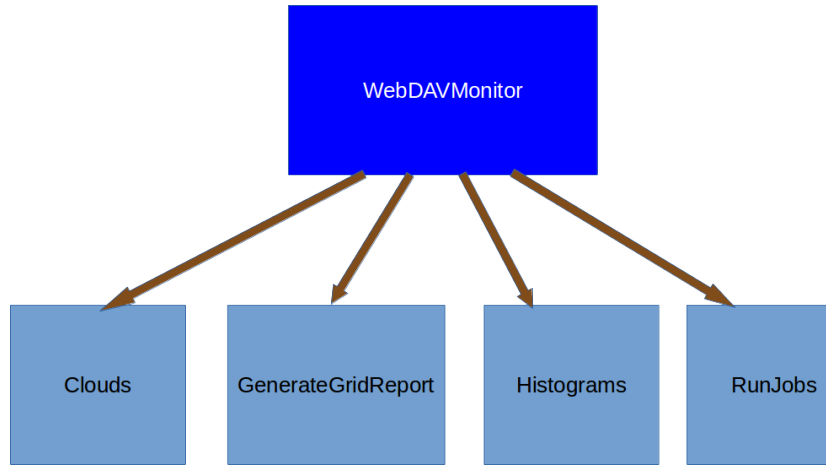 WebDAVMonitor
Clouds
GenerateGridReport
Histograms
RunJobs